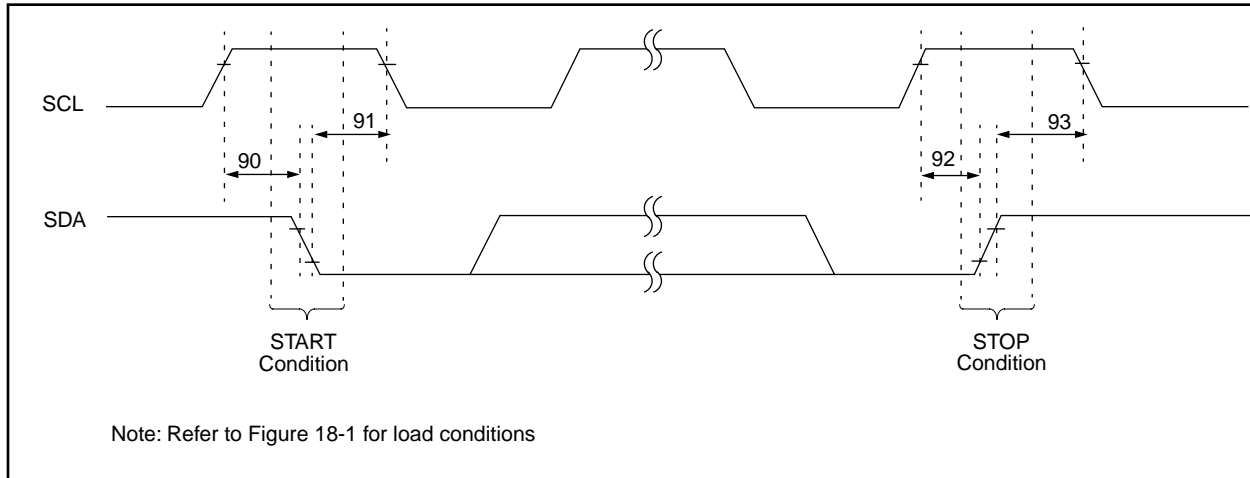 SCL
91
93
90
92
SDA
START
Condition
STOP
Condition
Note: Refer to Figure 18-1 for load conditions